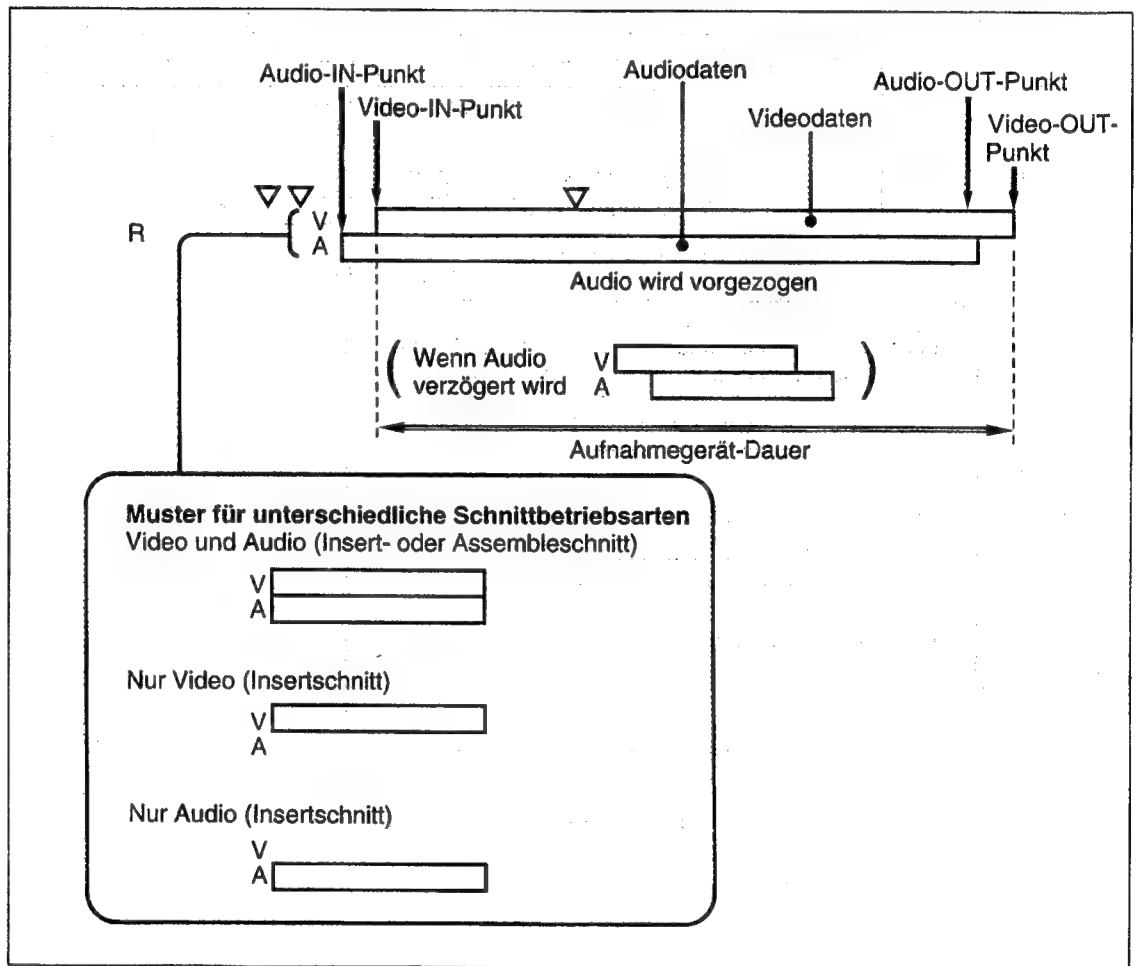 Audio-IN-Punkt
Video-IN-Punkt
Audiodaten
Videodaten
Audio-OUT-Punkt
Video-OUT-
Punkt
R
V
A
Audio wird vorgezogen
(Wenn Audio
verzögert wird
V
A
)
Aufnahmegerät-Dauer
Muster für unterschiedliche Schnittbetriebsarten
Video und Audio (Insert- oder Assembleschnitt)
V
A
Nur Video (Insertschnitt)
V
A
Nur Audio (Insertschnitt)
V
A